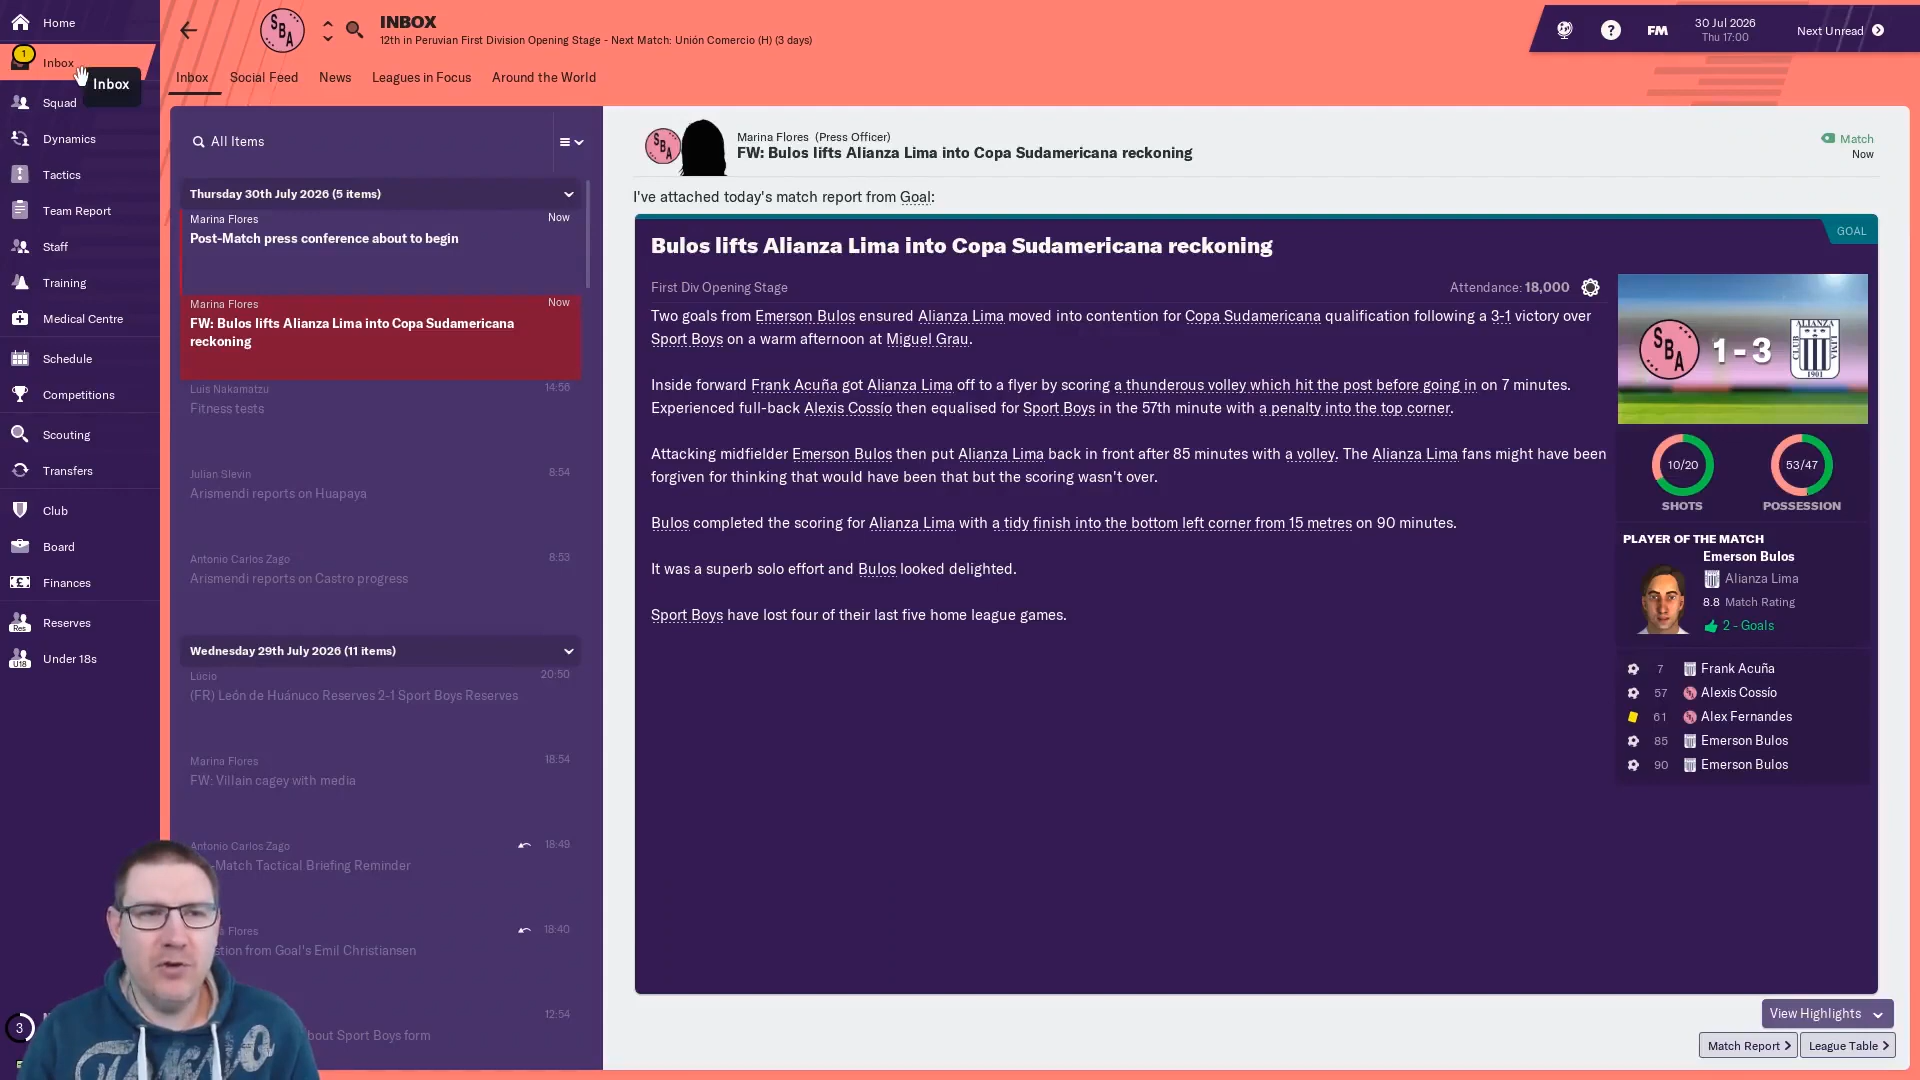 Home
1
Inbox
Inbox
Squad
Dynamics
Tactics
Team Report
Staff
Training
Medical Centre
Schedule
Competitions
Scouting
Transfers
Club
Board
Finances
Res
Reserves
U18
Under 18s
3
SBA
INBOX
12th in Peruvian First Division Opening Stage - Next Match: Unión Comercio (H) (3 days)
?
FM
30 Jul 2026
Thu 17:00
Next Unread
Inbox
Social Feed
News
Leagues in Focus
Around the World
All Items
Thursday 30th July 2026 (5 items)
Marina Flores
Now
Post-Match press conference about to begin
Marina Flores
Now
FW: Bulos lifts Alianza Lima into Copa Sudamericana
reckoning
Luis Nakamatzu
14:56
Fitness tests
Julian Slevin
8:54
Arismendi reports on Huapaya
Antonio Carlos Zago
8:53
Arismendi reports on Castro progress
Wednesday 29th July 2026 (11 items)
Lúcio
20:50
(FR) León de Huánuco Reserves 2-1 Sport Boys Reserves
Marina Flores
18:54
FW: Villain cagey with media
Antonio Carlos Zago
18:49
-Match Tactical Briefing Reminder
Flores
18:40
stion from Goal's Emil Christiansen
12:54
bout Sport Boys form
SBA
Marina Flores (Press Officer)
FW: Bulos lifts Alianza Lima into Copa Sudamericana reckoning
Match
Now
I've attached today's match report from Goal:
GOAL
Bulos lifts Alianza Lima into Copa Sudamericana reckoning
First Div Opening Stage
Attendance: 18,000
Two goals from Emerson Bulos ensured Alianza Lima moved into contention for Copa Sudamericana qualification following a 3-1 victory over
Sport Boys on a warm afternoon at Miguel Grau.
Inside forward Frank Acuña got Alianza Lima off to a flyer by scoring a thunderous volley which hit the post before going in on 7 minutes.
Experienced full-back Alexis Cossío then equalised for Sport Boys in the 57th minute with a penalty into the top corner.
Attacking midfielder Emerson Bulos then put Alianza Lima back in front after 85 minutes with a volley. The Alianza Lima fans might have been
forgiven for thinking that would have been that but the scoring wasn't over.
Bulos completed the scoring for Alianza Lima with a tidy finish into the bottom left corner from 15 metres on 90 minutes.
It was a superb solo effort and Bulos looked delighted.
Sport Boys have lost four of their last five home league games.
SBA
1 - 3
ALIANZA
CLUB
LIMA
1901
10/20
SHOTS
53/47
POSSESSION
PLAYER OF THE MATCH
Emerson Bulos
Alianza Lima
8.8 Match Rating
2 - Goals
7 Frank Acuña
57 Alexis Cossío
61 Alex Fernandes
85 Emerson Bulos
90 Emerson Bulos
View Highlights
Match Report
League Table